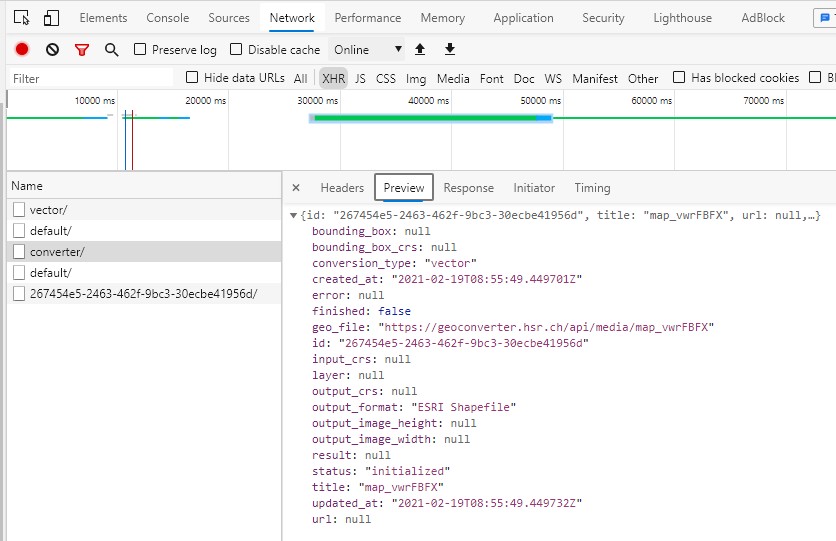 Elements Console Sources Network Performance Memory Application Security Lighthouse AdBlock
Preserve log Disable cache Online
Filter Hide data URLs All XHR JS CSS Img Media Font Doc WS Manifest Other Has blocked cookies
10000 ms 20000 ms 30000 ms 40000 ms 50000 ms 60000 ms 70000 ms
Name × Headers Preview Response Initiator Timing
vector/
default/
converter/
default/
267454e5-2463-462f-9bc3-30ecbe41956d/
{id: "267454e5-2463-462f-9bc3-30ecbe41956d", title: "map_vwrFBFX", url: null,…}
bounding_box: null
bounding_box_crs: null
conversion_type: "vector"
created_at: "2021-02-19T08:55:49.449701Z"
error: null
finished: false
geo_file: "https://geoconverter.hsr.ch/api/media/map_vwrFBFX"
id: "267454e5-2463-462f-9bc3-30ecbe41956d"
input_crs: null
layer: null
output_crs: null
output_format: "ESRI Shapefile"
output_image_height: null
output_image_width: null
result: null
status: "initialized"
title: "map_vwrFBFX"
updated_at: "2021-02-19T08:55:49.449732Z"
url: null